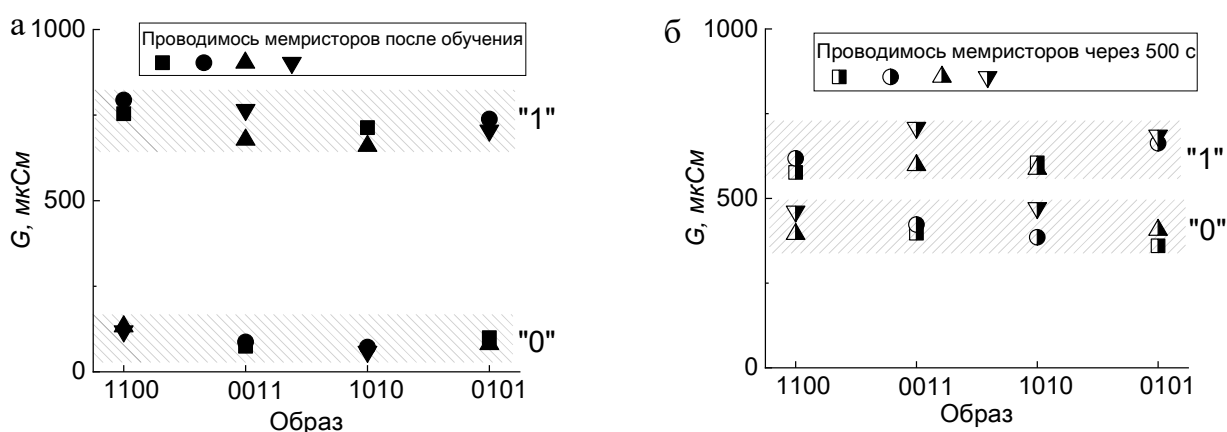 а
1000
Проводимось мемристоров после обучения
"1"
500
G, мкСм
"0"
0
1100
0011
1010
0101
Образ
б
1000
Проводимось мемристоров через 500 с
"1"
500
G, мкСм
"0"
0
1100
0011
1010
0101
Образ